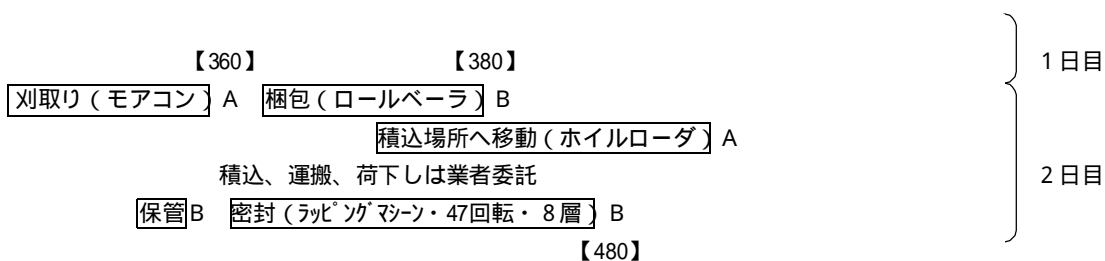 【360】 【380】 1日目
刈取り(モアコン) A 梱包(ロールベーラ) B
積込場所へ移動(ホイルローダ) A
積込、運搬、荷下しは業者委託 2日目
保管 B 密封(ﾗｯﾋﾟﾝｸﾞﾏｼｰﾝ・47回転・8層) B
【480】